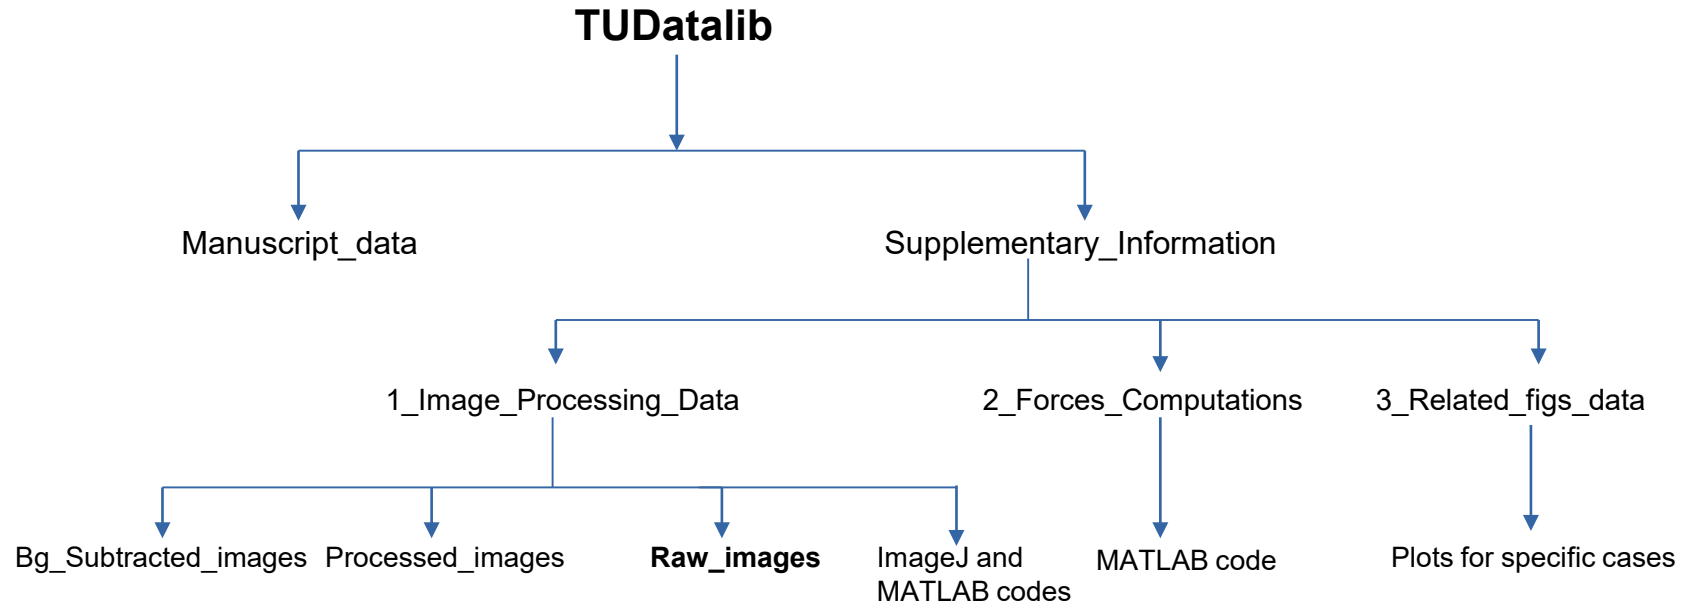 TUDatalib
Manuscript_data
Supplementary_Information
1_Image_Processing_Data
2_Forces_Computations
3_Related_figs_data
Bg_Subtracted_images
Processed_images
Raw_images
ImageJ and
MATLAB codes
MATLAB code
Plots for specific cases